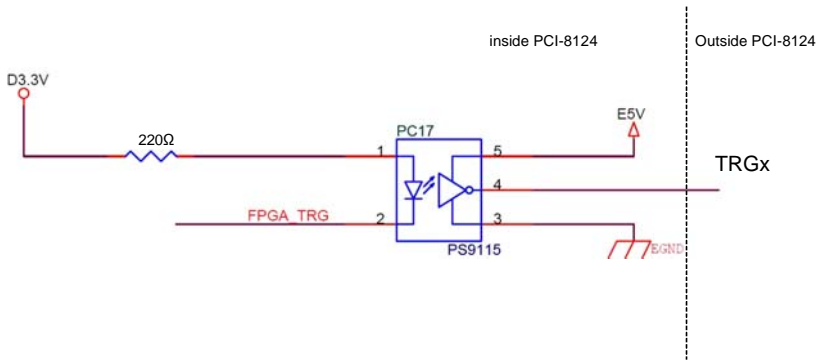 inside PCI-8124
Outside PCI-8124
D3.3V
220Ω
PC17
E5V
1
5
TRGx
4
FPGA_TRG
2
3
PS9115
EGND